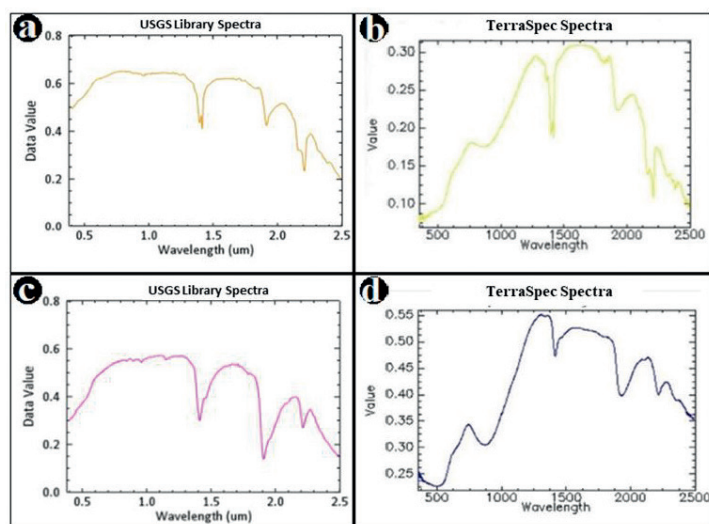 a
USGS Library Spectra
0.8
0.6
0.4
0.2
0.0
Data Value
0.5 1.0 1.5 2.0 2.5
Wavelength (um)
b
TerraSpec Spectra
0.30
0.25
0.20
0.15
0.10
Value
500 1000 1500 2000 2500
Wavelength
c
USGS Library Spectra
0.8
0.6
0.4
0.2
0.0
Data Value
0.5 1.0 1.5 2.0 2.5
Wavelength (um)
d
TerraSpec Spectra
0.55
0.50
0.45
0.40
0.35
0.30
0.25
Value
500 1000 1500 2000 2500
Wavelength